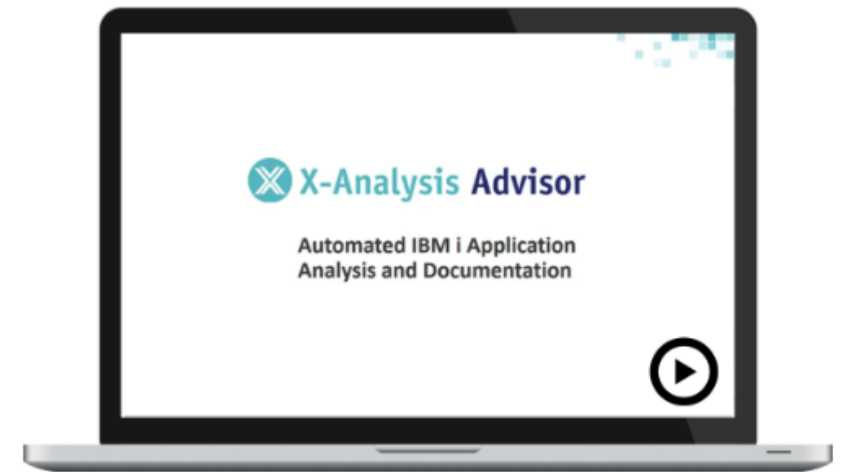 X-Analysis Advisor
Automated IBM i Application
Analysis and Documentation